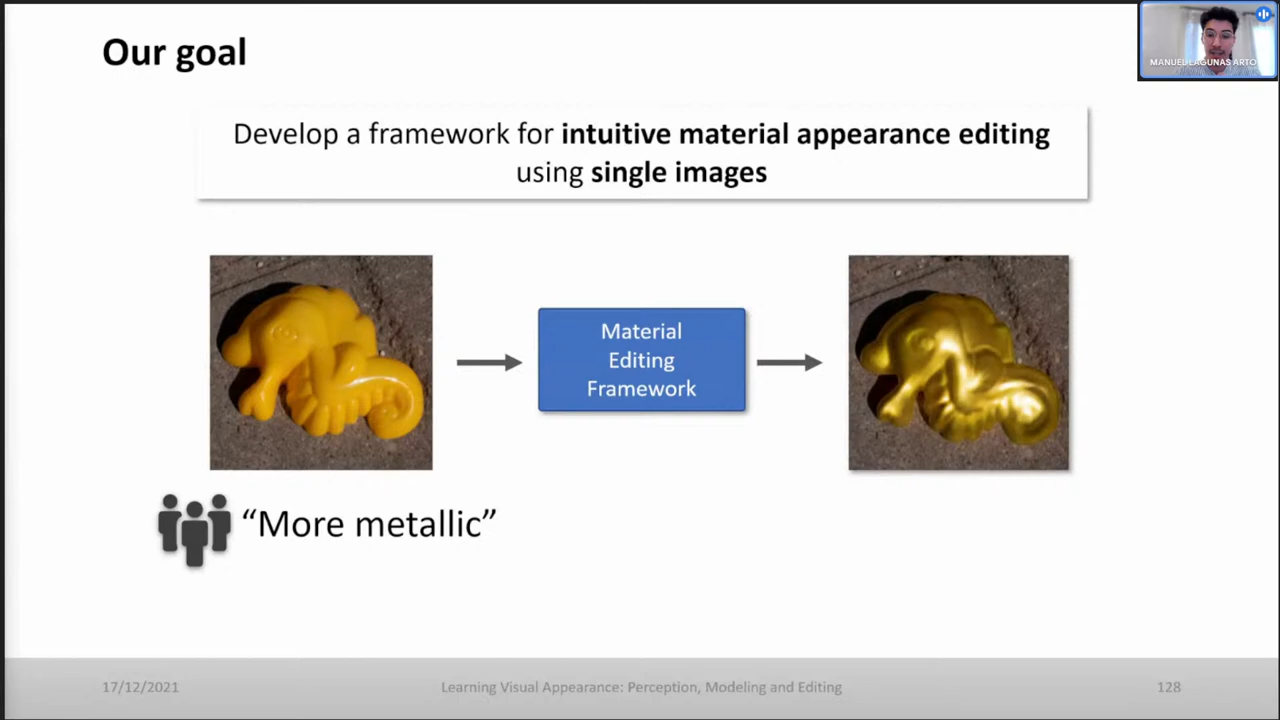 Our goal
MANUEL LAGUNAS ARTO
Develop a framework for intuitive material appearance editing
using single images
Material
Editing
Framework
“More metallic”
17/12/2021
Learning Visual Appearance: Perception, Modeling and Editing
128